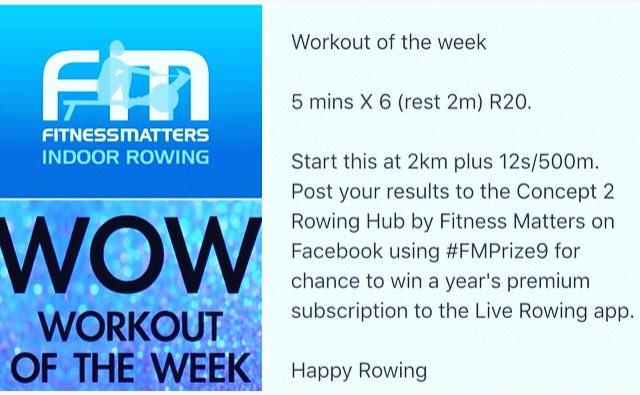 FM
FITNESSMATTERS
INDOOR ROWING
WOW
WORKOUT
OF THE WEEK
Workout of the week
5 mins X 6 (rest 2m) R20.
Start this at 2km plus 12s/500m.
Post your results to the Concept 2
Rowing Hub by Fitness Matters on
Facebook using #FMPrize9 for
chance to win a year's premium
subscription to the Live Rowing app.
Happy Rowing